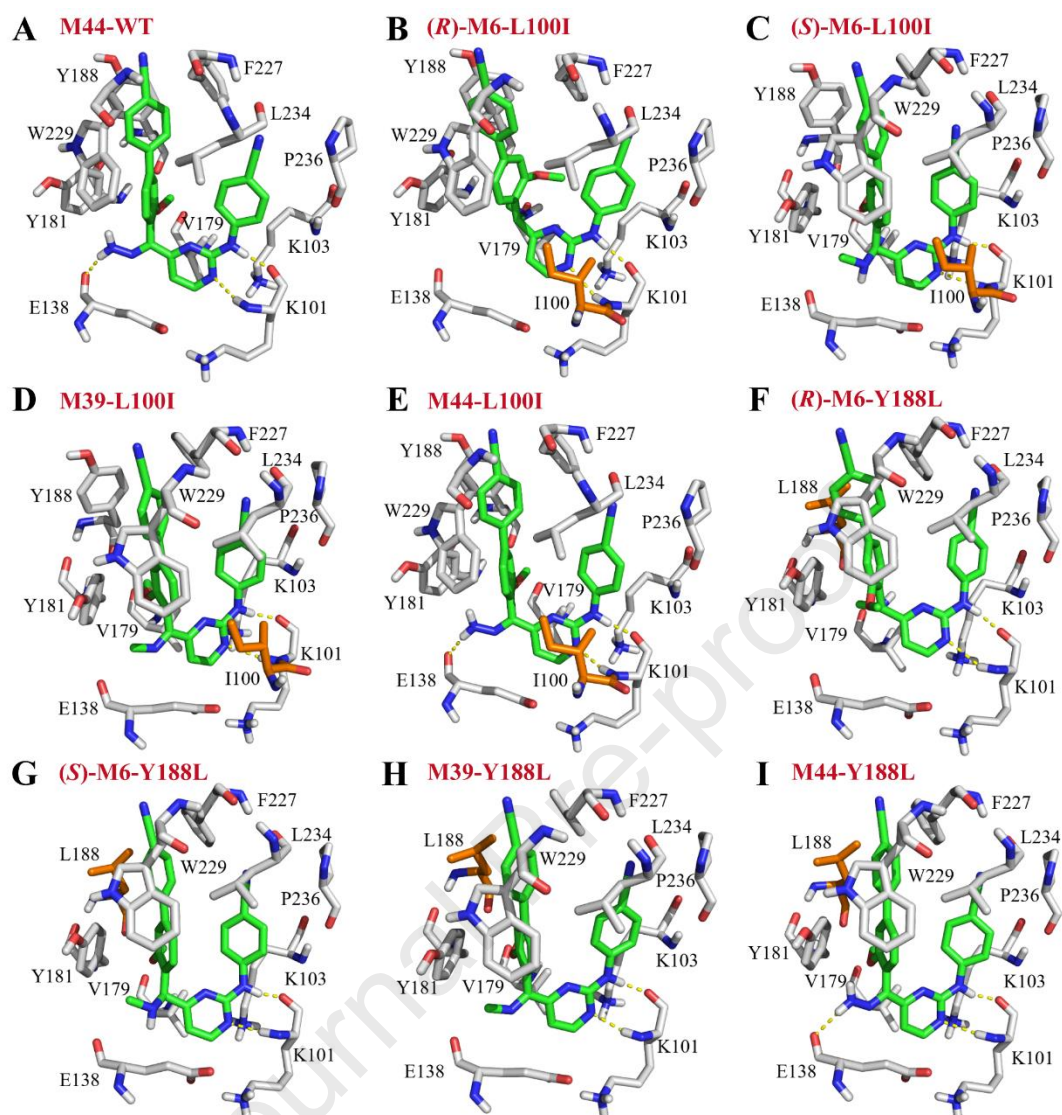 A M44-WT
Y188
F227
W229
L234
P236
Y181
V179
K103
E138
K101
B (R)-M6-L100I
Y188
F227
L234
W229
P236
Y181
V179
K103
E138
I100
K101
C (S)-M6-L100I
F227
Y188
W229
L234
P236
Y181
V179
K103
I100
K101
E138
D M39-L100I
F227
L234
Y188
W229
P236
Y181
K103
V179
K101
I100
E138
E M44-L100I
F227
Y188
L234
W229
P236
Y181
V179
K103
E138
I100
K101
F (R)-M6-Y188L
F227
L234
L188
W229
P236
Y181
K103
V179
E138
K101
G (S)-M6-Y188L
F227
L188
L234
W229
P236
Y181
V179
K103
K101
E138
H M39-Y188L
F227
L234
L188
W229
P236
Y181
V179
K103
K101
E138
I M44-Y188L
F227
L188
L234
W229
P236
Y181
V179
K103
E138
K101
Journal Pre-proof